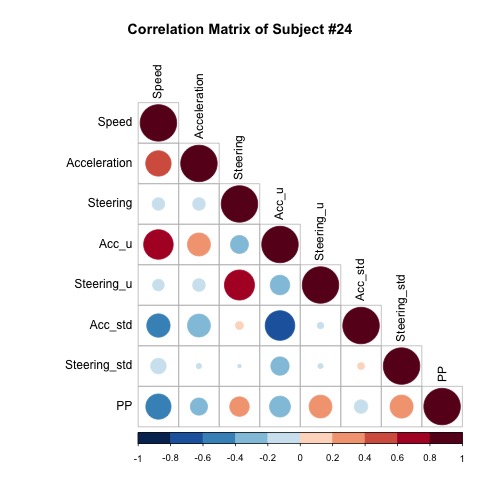 Correlation Matrix of Subject #24
Speed
Acceleration
Steering
Acc_u
Steering_u
Acc_std
Steering_std
PP
Speed
Acceleration
Steering
Acc_u
Steering_u
Acc_std
Steering_std
PP
-1 -0.8 -0.6 -0.4 -0.2 0 0.2 0.4 0.6 0.8 1